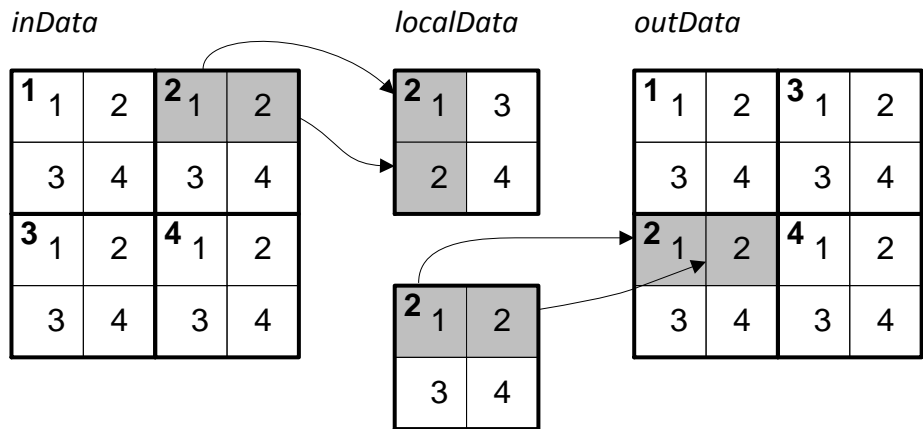 inData localData outData
1 1 2 2 1 2 2 1 3 1 1 2 3 1 2
3 4 3 4 2 4 3 4 3 4
3 1 2 4 1 2 2 1 2 4 1 2
3 4 3 4 2 1 2 3 4 3 4
3 4